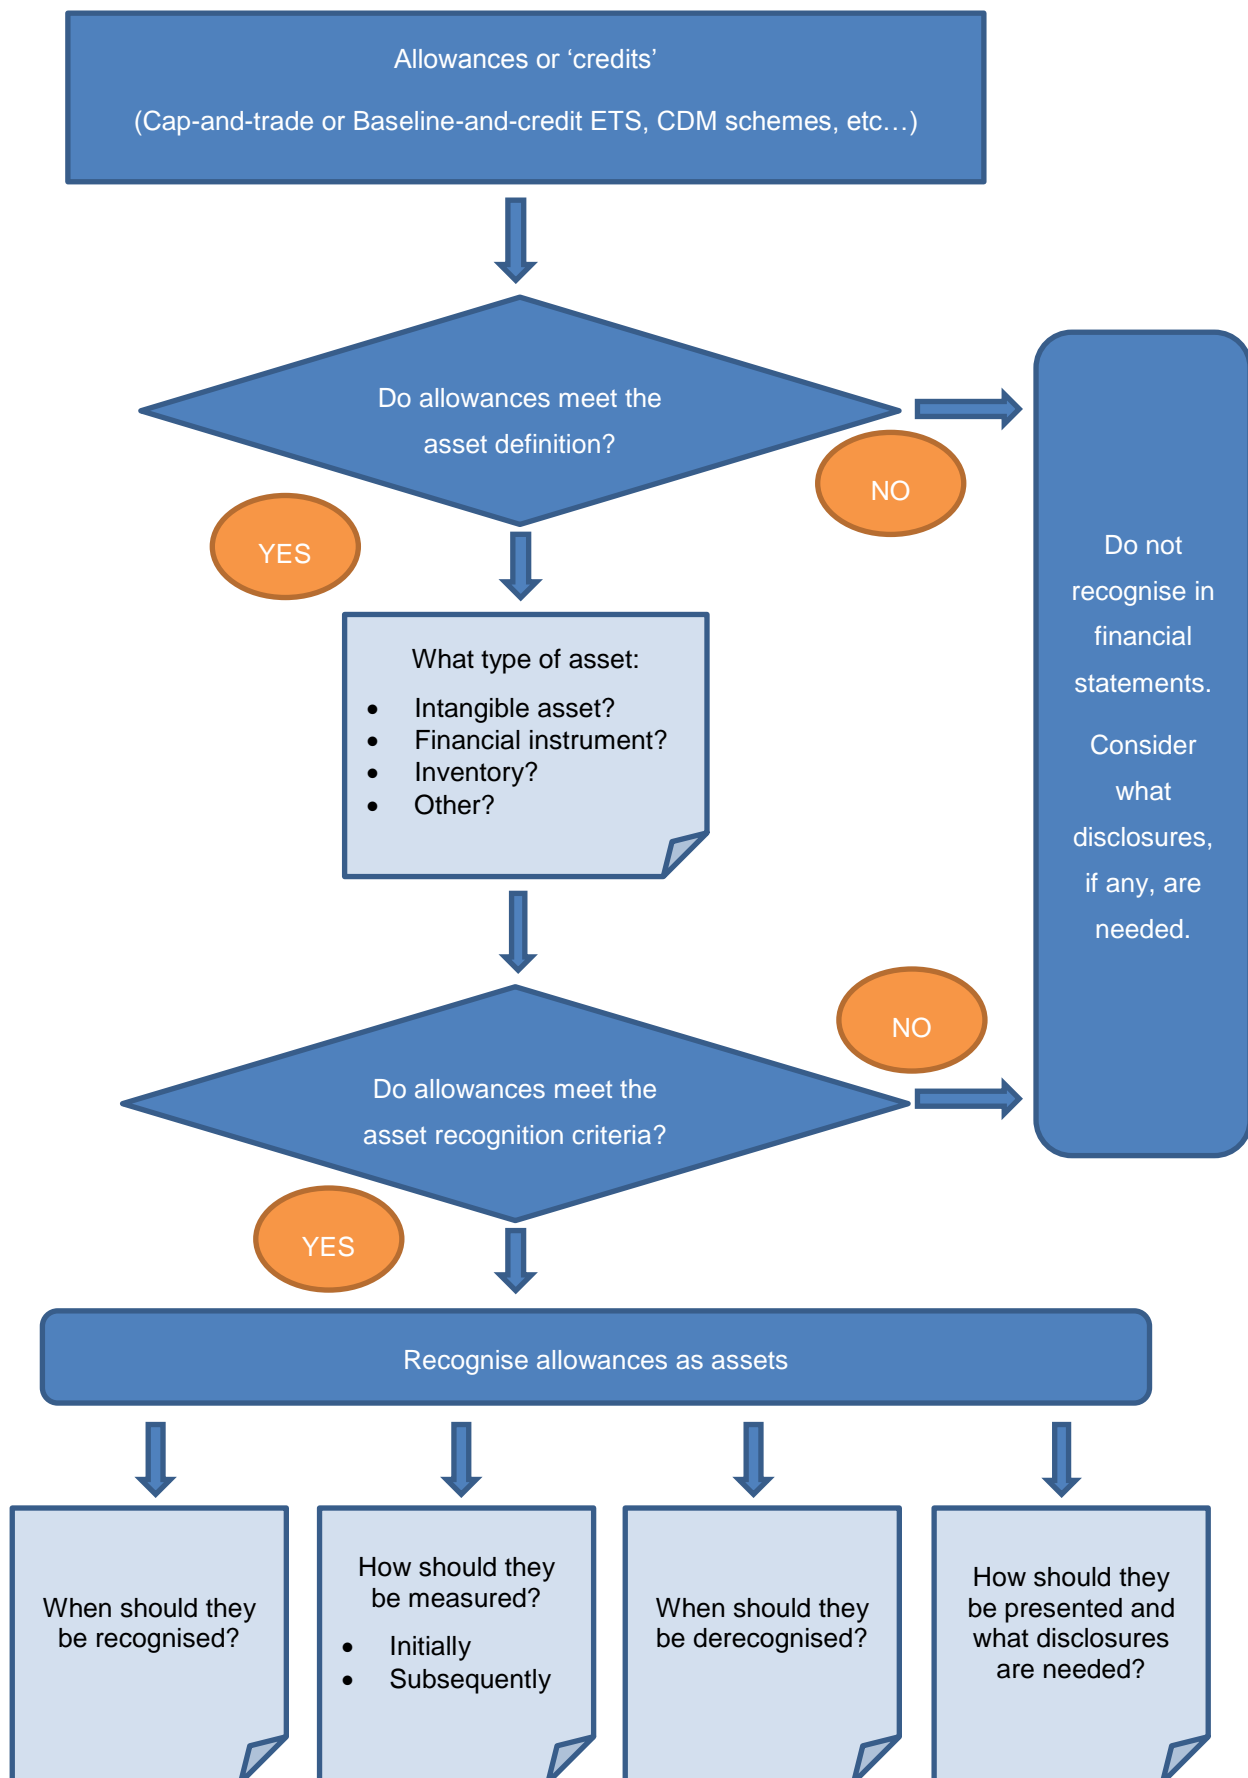 Allowances or ‘credits’
(Cap-and-trade or Baseline-and-credit ETS, CDM schemes, etc…)
Do allowances meet the
asset definition?
NO
YES
Do not
recognise in
financial
statements.
Consider
what
disclosures,
if any, are
needed.
What type of asset:
• Intangible asset?
• Financial instrument?
• Inventory?
• Other?
NO
Do allowances meet the
asset recognition criteria?
YES
Recognise allowances as assets
When should they
be recognised?
How should they
be measured?
• Initially
• Subsequently
When should they
be derecognised?
How should they
be presented and
what disclosures
are needed?